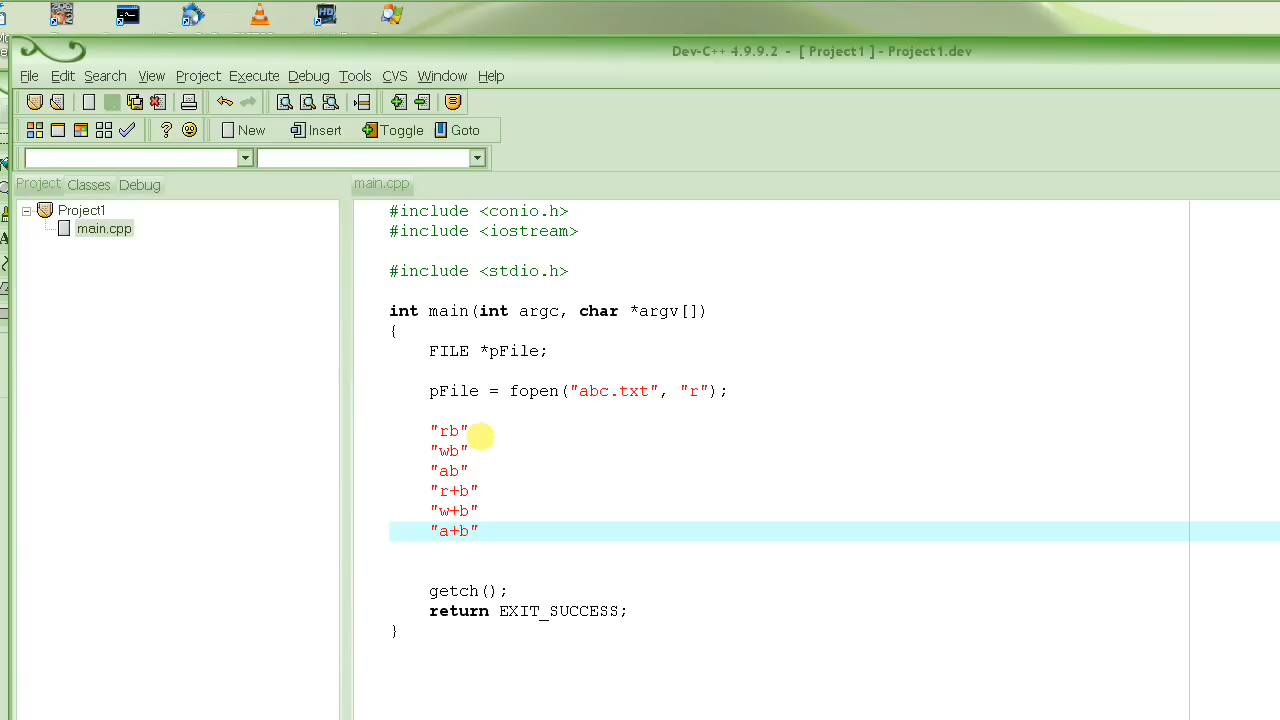 HD
Dev-C++ 4.9.9.2 - [ Project1 ] - Project1.dev
File Edit Search View Project Execute Debug Tools CVS Window Help
New Insert Toggle Goto
Project Classes Debug
main.cpp
Project1
main.cpp
#include <conio.h>
#include <iostream>
#include <stdio.h>
int main(int argc, char *argv[])
{
FILE *pFile;
pFile = fopen("abc.txt", "r");
"rb"
"wb"
"ab"
"r+b"
"w+b"
"a+b"
getch();
return EXIT_SUCCESS;
}